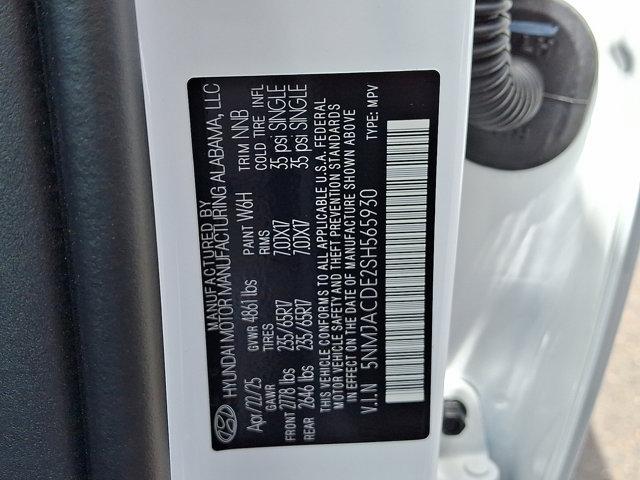 MANUFACTURED BY
HYUNDAI MOTOR MANUFACTURING ALABAMA, LLC
Apr/22/25 GVWR 4861 lbs PAINT W6H TRIM NNB
GAWR TIRES RIMS COLD TIRE INFL
FRONT 2778 lbs 235/65R17 7.0JX17 35 psi SINGLE
REAR 2646 lbs 235/65R17 7.0JX17 35 psi SINGLE
THIS VEHICLE CONFORMS TO ALL APPLICABLE U.S.A. FEDERAL
MOTOR VEHICLE SAFETY AND THEFT PREVENTION STANDARDS
IN EFFECT ON THE DATE OF MANUFACTURE SHOWN ABOVE
V.I.N 5NMJACDE2SH565930 TYPE: MPV